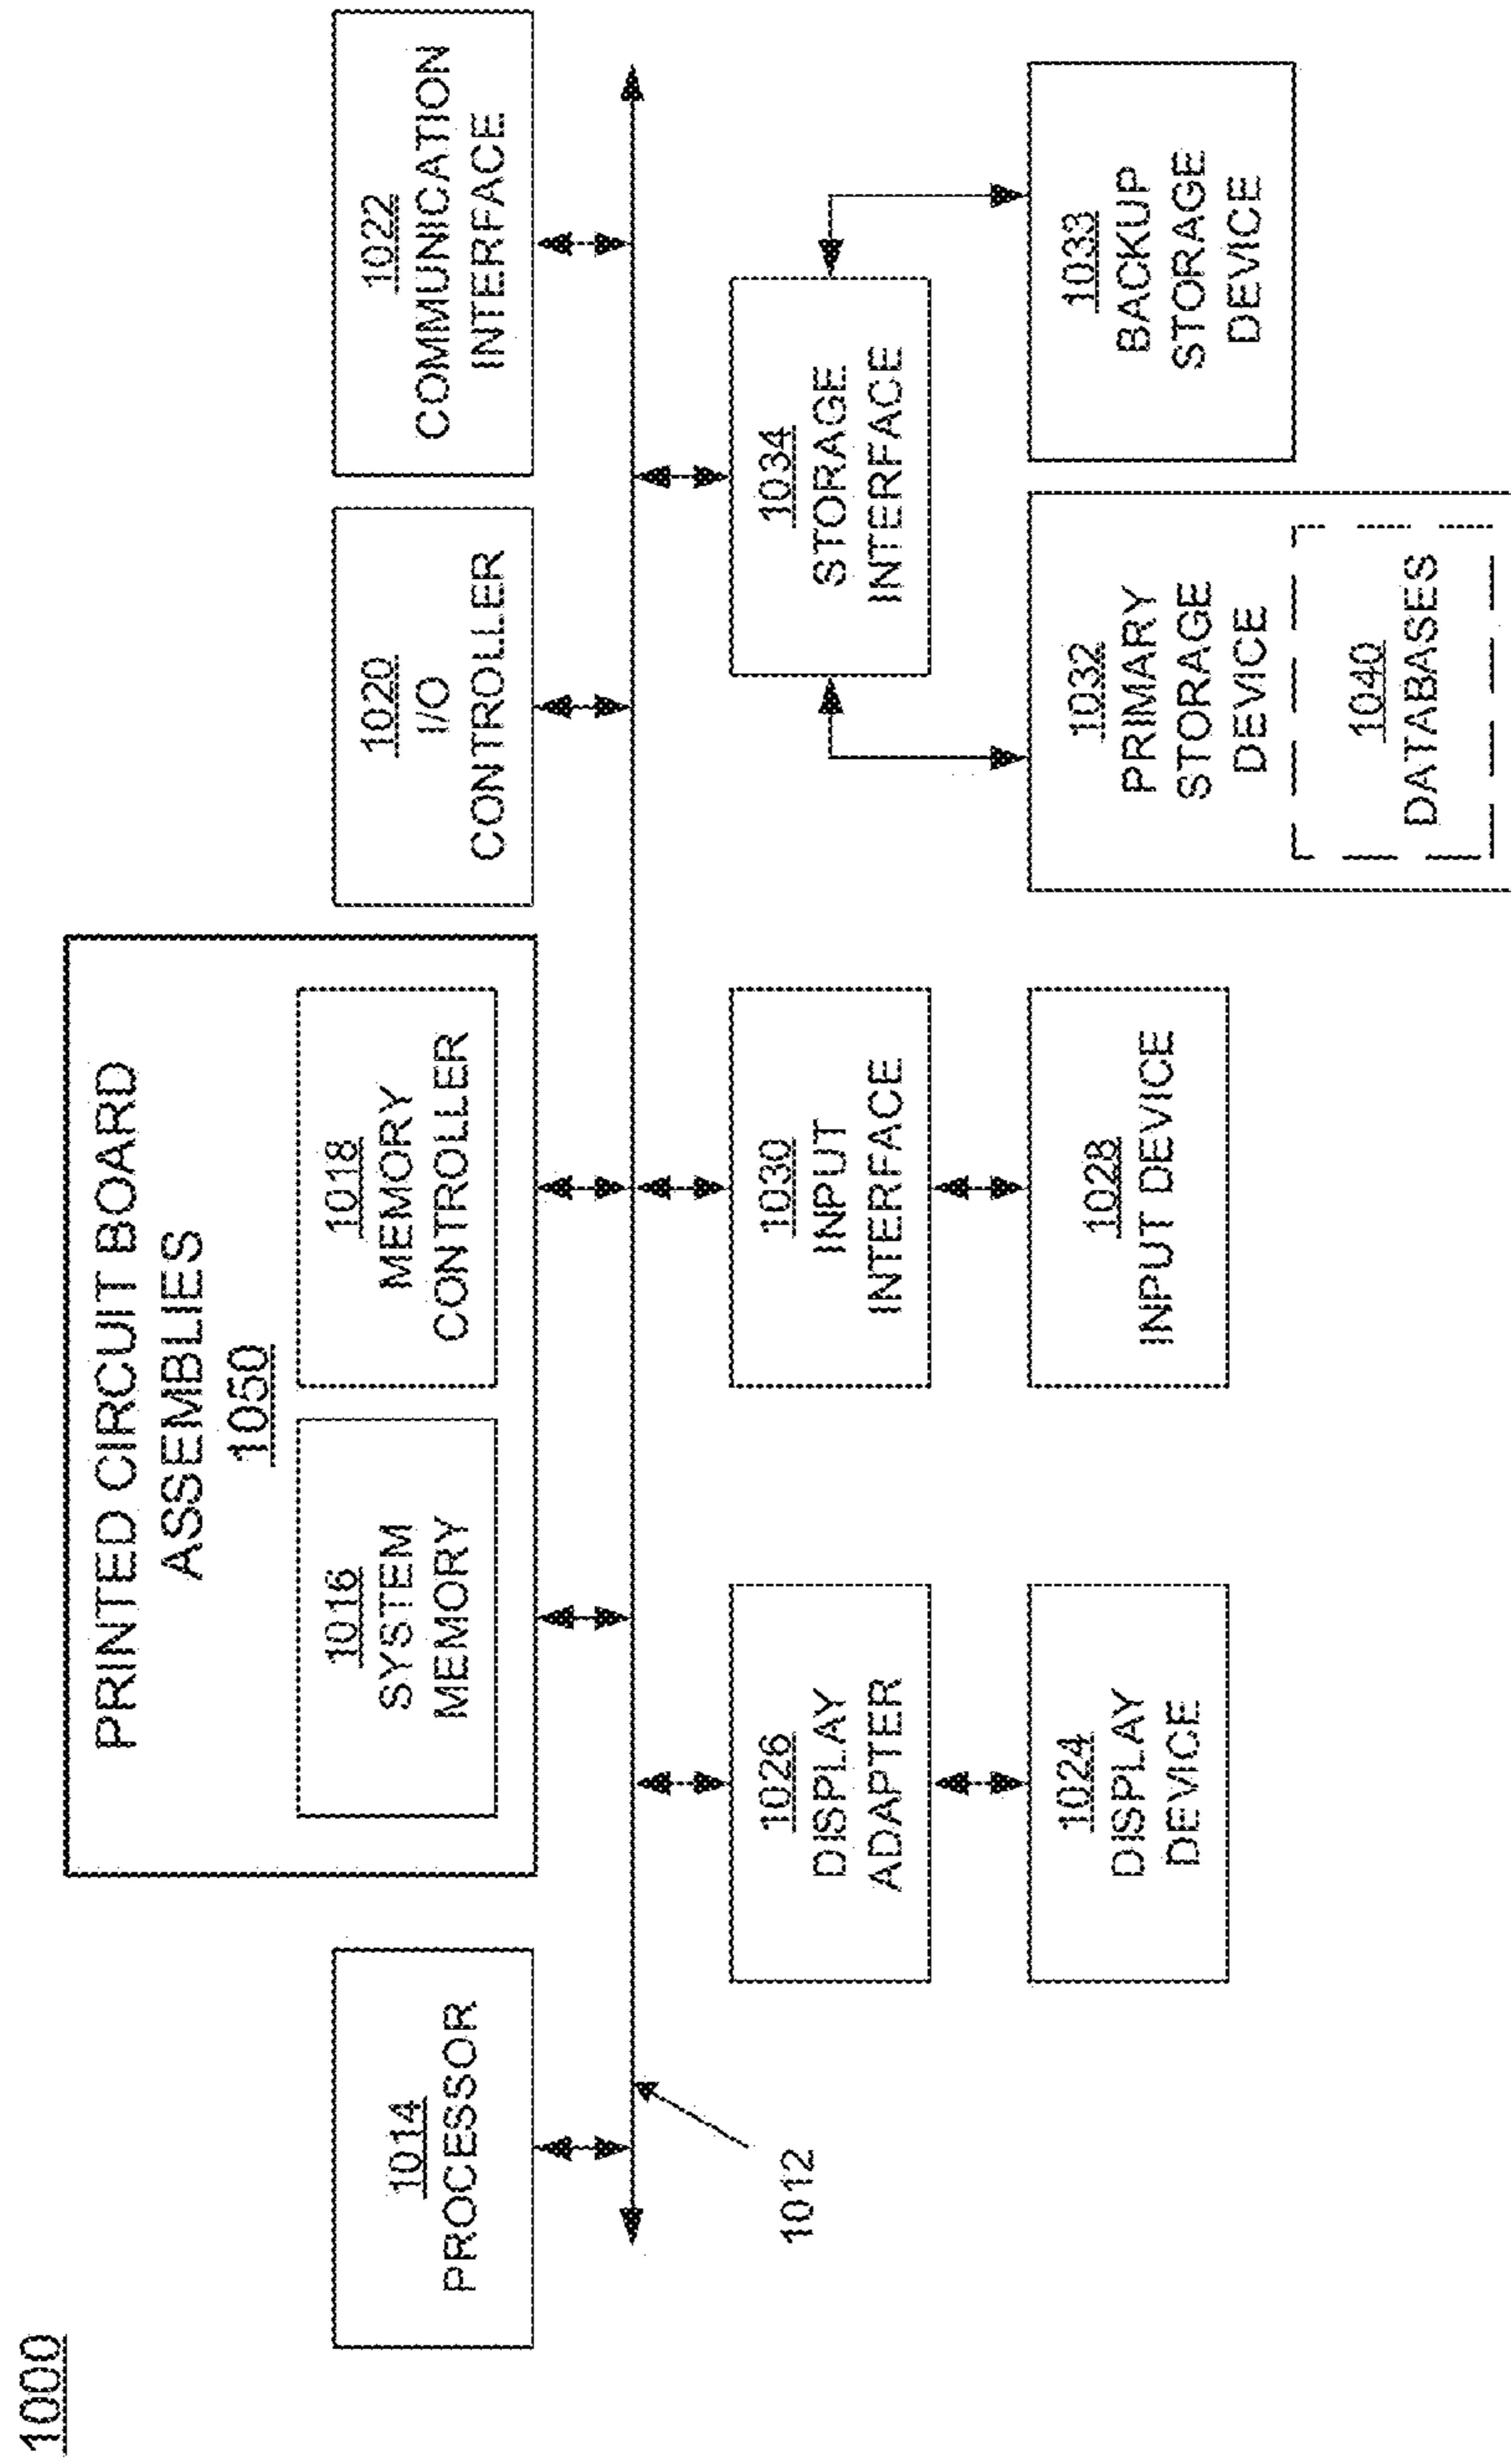 1000
PRINTED CIRCUIT BOARD
ASSEMBLIES
1050
1014
PROCESSOR
1016
SYSTEM
MEMORY
1018
MEMORY
CONTROLLER
1020
I/O
CONTROLLER
1022
COMMUNICATION
INTERFACE
1012
1026
DISPLAY
ADAPTER
1030
INPUT
INTERFACE
1034
STORAGE
INTERFACE
1024
DISPLAY
DEVICE
1028
INPUT DEVICE
1032
PRIMARY
STORAGE
DEVICE
1040
DATABASES
1033
BACKUP
STORAGE
DEVICE